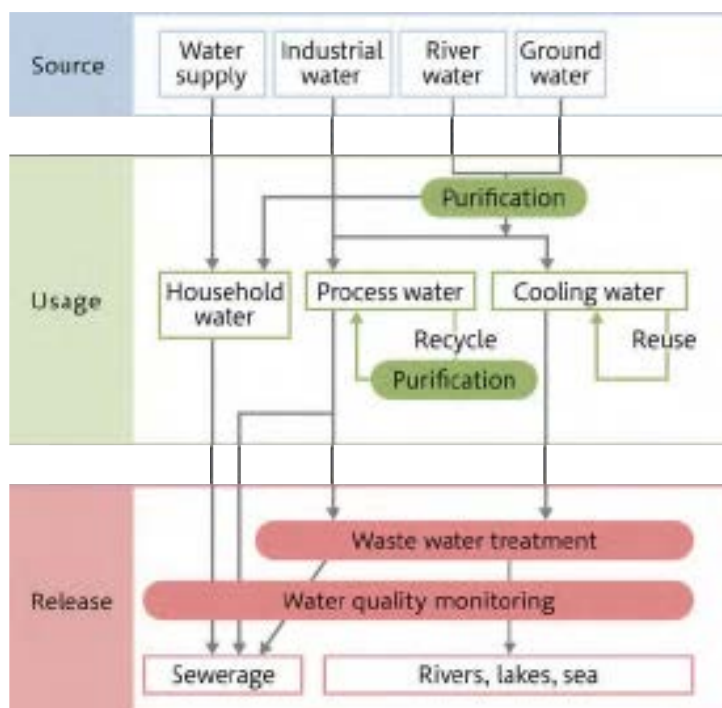 Source
Water
supply
Industrial
water
River
water
Ground
water
Usage
Purification
Household
water
Process water
Cooling water
Recycle
Reuse
Purification
Release
Waste water treatment
Water quality monitoring
Sewerage
Rivers, lakes, sea